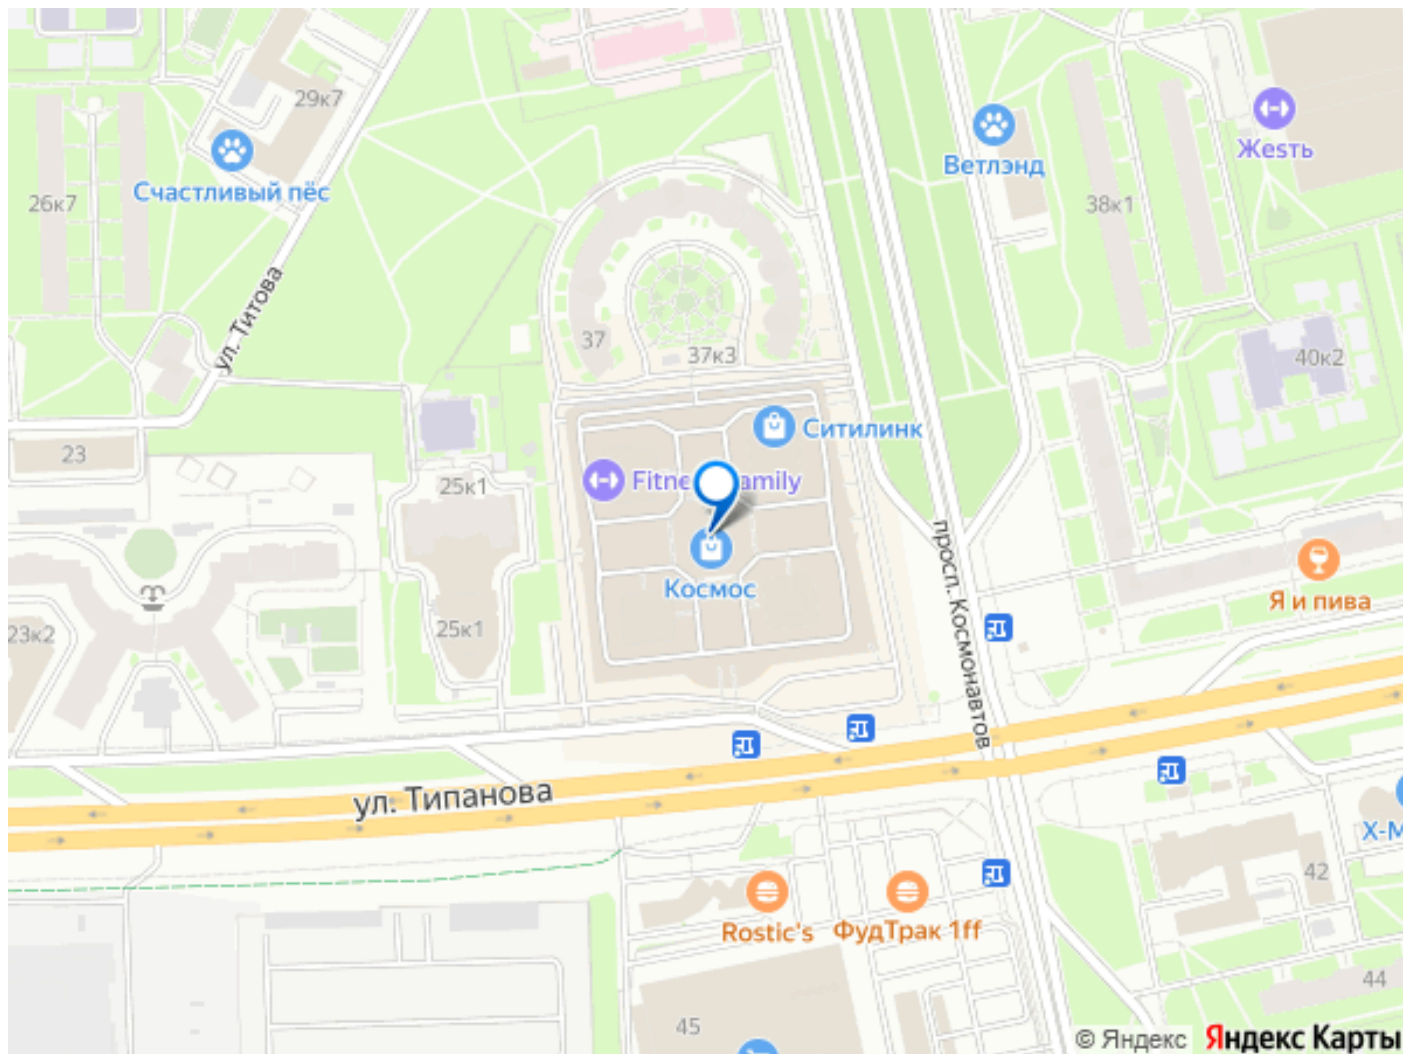 29к7
Счастливый пёс
26к7
Ветлэнд
Жеsть
38к1
ул. Титова
37
37к3
40к2
Ситилинк
23
25к1
Fitne amily
Космос
просп. Космонавтов
Я и пива
23к2
25к1
ул. Типанова
X-М
42
Rostic's
ФудТрак 1ff
44
45
© Яндекс Яндекс Карты